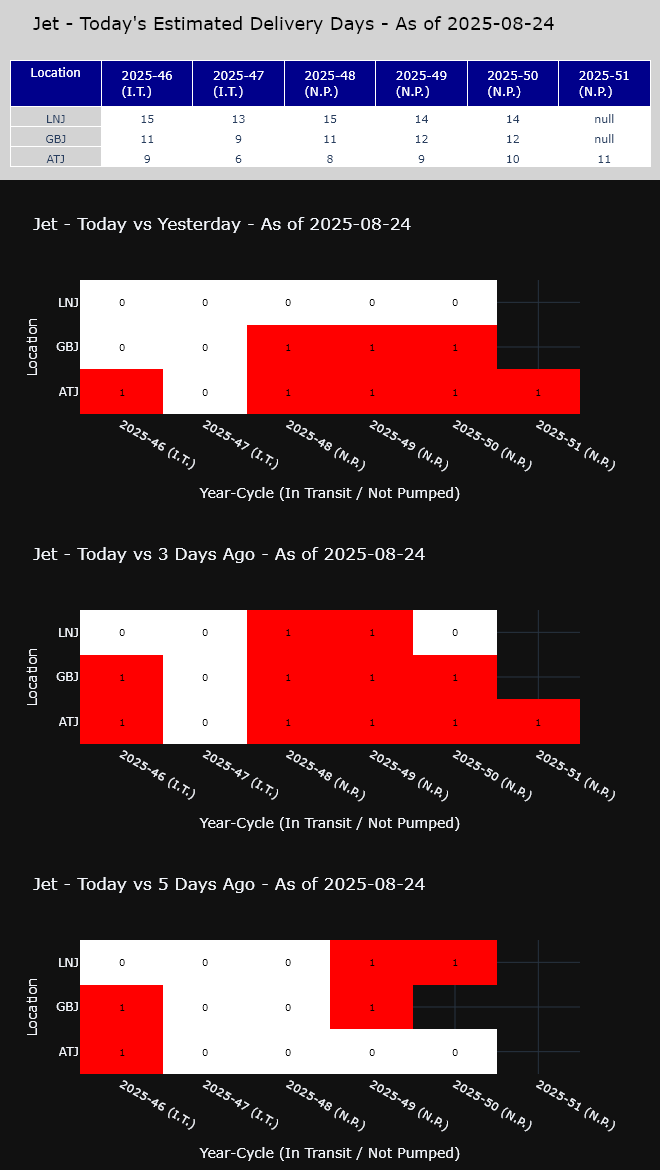 Jet - Today's Estimated Delivery Days - As of 2025-08-24
Location 2025-46 (I.T.) 2025-47 (I.T.) 2025-48 (N.P.) 2025-49 (N.P.) 2025-50 (N.P.) 2025-51 (N.P.)
LNJ 15 13 15 14 14 null
GBJ 11 9 11 12 12 null
ATJ 9 6 8 9 10 11
Jet - Today vs Yesterday - As of 2025-08-24
Location
LNJ 0 0 0 0 0
GBJ 0 0 1 1 1
ATJ 1 0 1 1 1 1
2025-46 (I.T.) 2025-47 (I.T.) 2025-48 (N.P.) 2025-49 (N.P.) 2025-50 (N.P.) 2025-51 (N.P.)
Year-Cycle (In Transit / Not Pumped)
Jet - Today vs 3 Days Ago - As of 2025-08-24
Location
LNJ 0 0 1 1 0
GBJ 1 0 1 1 1
ATJ 1 0 1 1 1 1
2025-46 (I.T.) 2025-47 (I.T.) 2025-48 (N.P.) 2025-49 (N.P.) 2025-50 (N.P.) 2025-51 (N.P.)
Year-Cycle (In Transit / Not Pumped)
Jet - Today vs 5 Days Ago - As of 2025-08-24
Location
LNJ 0 0 0 1 1
GBJ 1 0 0 1
ATJ 1 0 0 0 0
2025-46 (I.T.) 2025-47 (I.T.) 2025-48 (N.P.) 2025-49 (N.P.) 2025-50 (N.P.) 2025-51 (N.P.)
Year-Cycle (In Transit / Not Pumped)